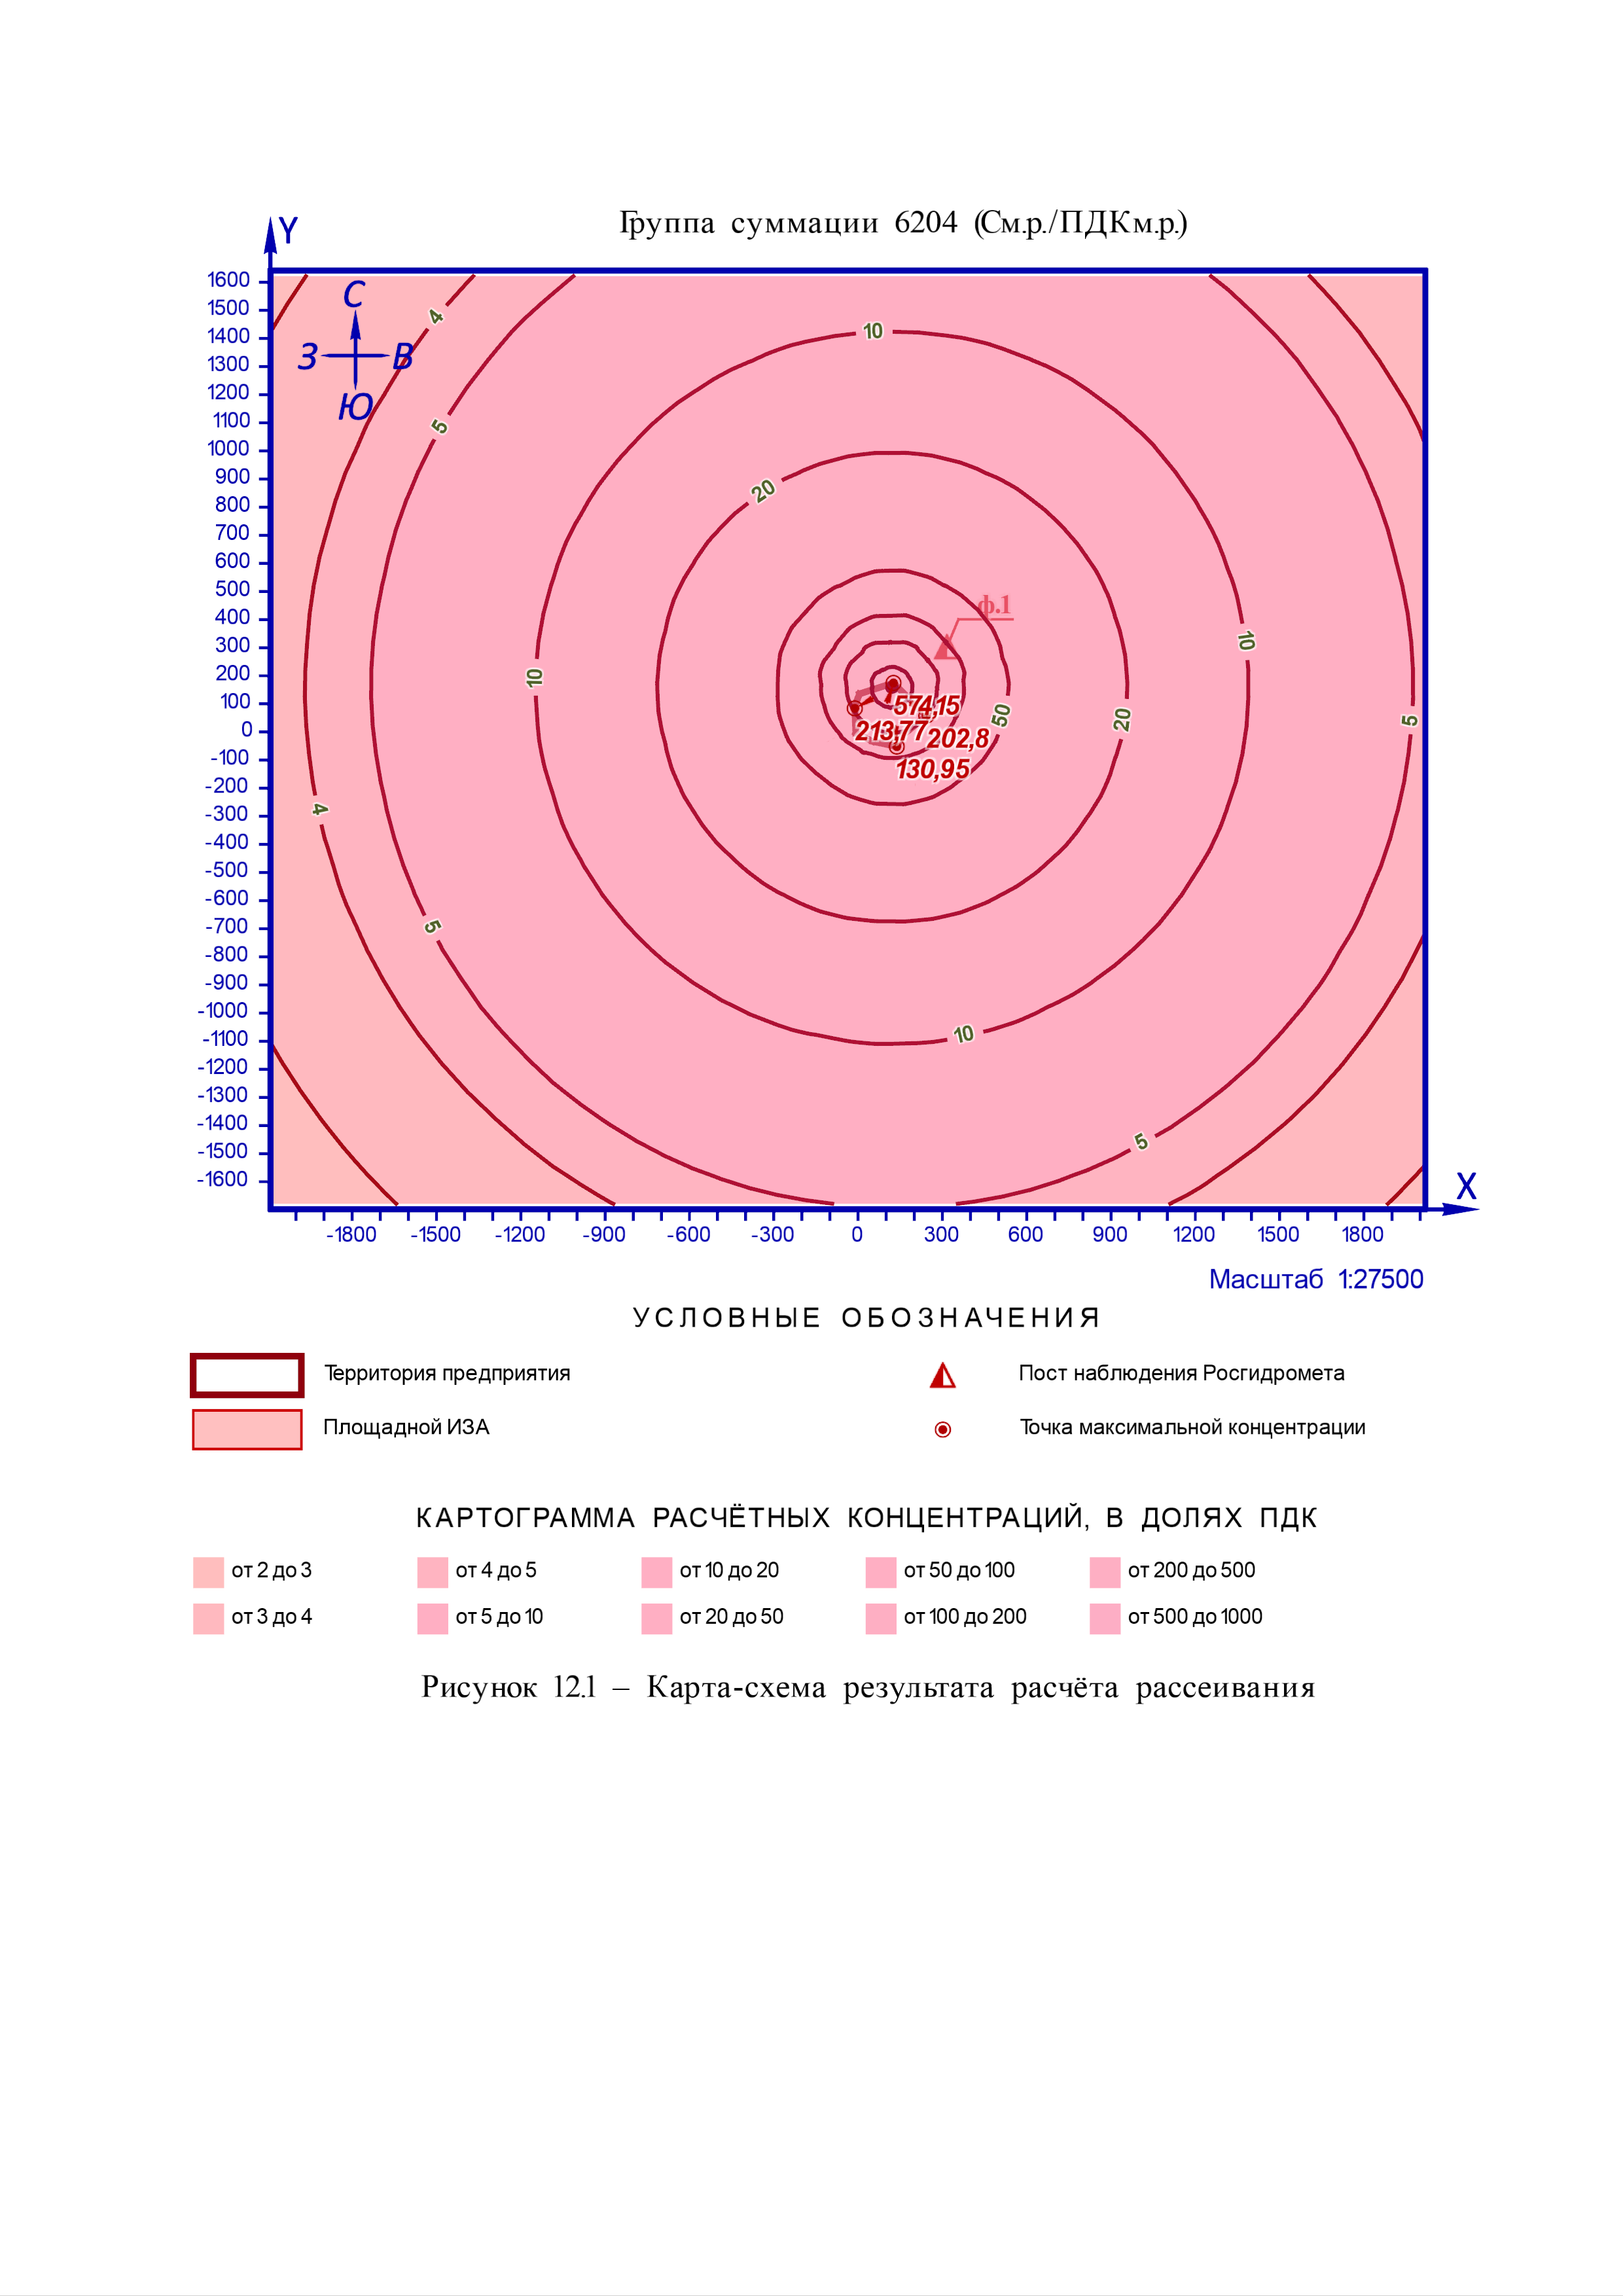 Группа суммации 6204 (См.р./ПДКм.р.)
Y
1600
1500
1400
1300
1200
1100
1000
900
800
700
600
500
400
300
200
100
0
-100
-200
-300
-400
-500
-600
-700
-800
-900
-1000
-1100
-1200
-1300
-1400
-1500
-1600
С
З В
Ю
4
5
10
20
ф.1
10
10
574,15
50
20
5
213,77
202,8
130,95
4
5
10
5
X
-1800 -1500 -1200 -900 -600 -300 0 300 600 900 1200 1500 1800
Масштаб 1:27500
УСЛОВНЫЕ ОБОЗНАЧЕНИЯ
Территория предприятия
Пост наблюдения Росгидромета
Площадной ИЗА
Точка максимальной концентрации
КАРТОГРАММА РАСЧЁТНЫХ КОНЦЕНТРАЦИЙ, В ДОЛЯХ ПДК
от 2 до 3 от 4 до 5 от 10 до 20 от 50 до 100 от 200 до 500
от 3 до 4 от 5 до 10 от 20 до 50 от 100 до 200 от 500 до 1000
Рисунок 12.1 – Карта-схема результата расчёта рассеивания